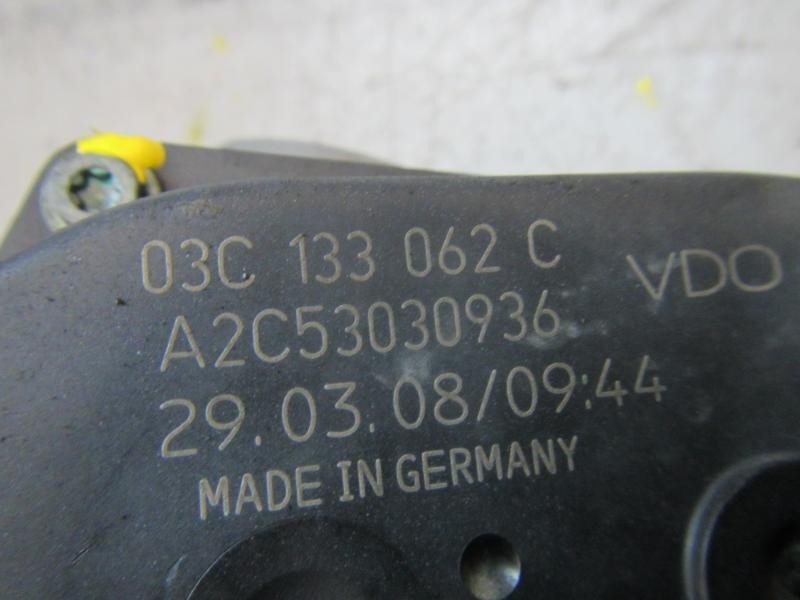 03C 133 062 C VDO
A2C53030936
29.03.08/09:44
MADE IN GERMANY